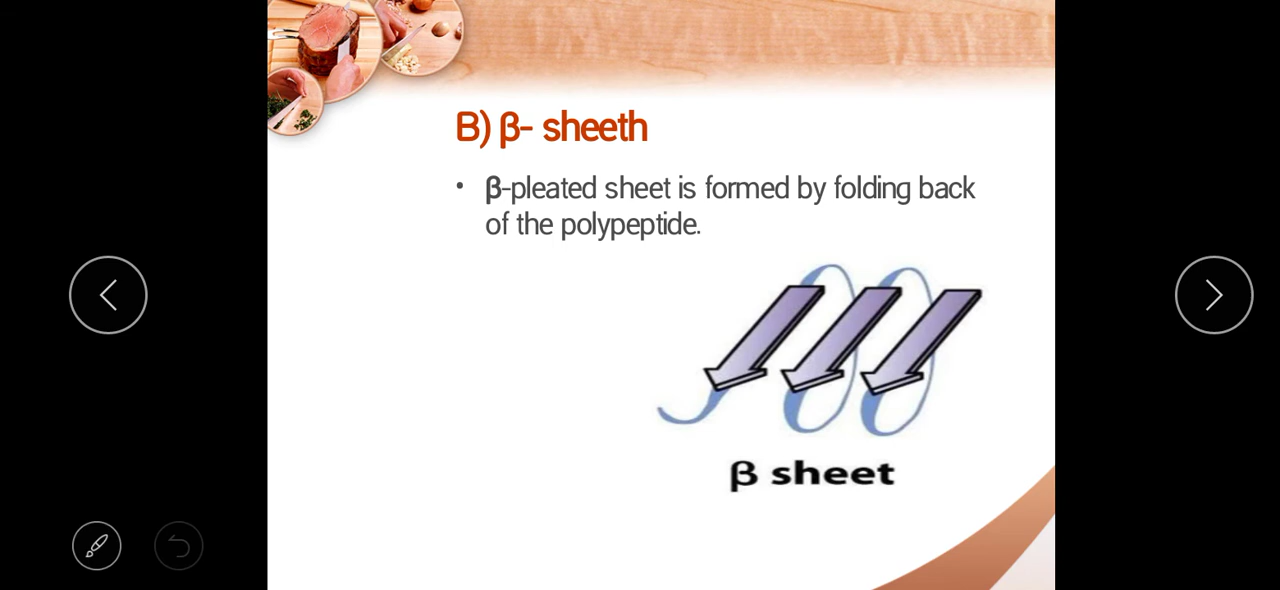 B) β- sheeth
• β-pleated sheet is formed by folding back
of the polypeptide.
β sheet